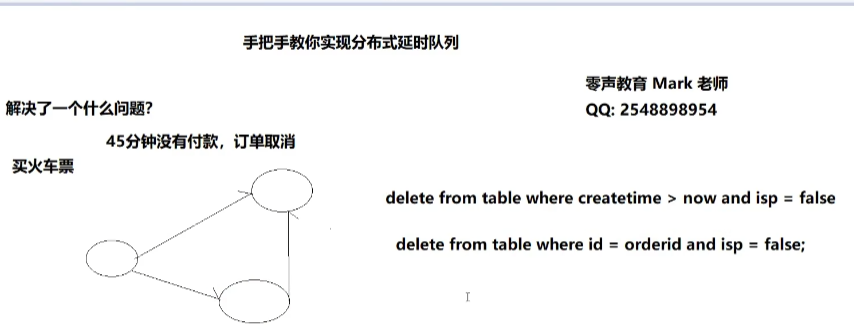 手把手教你实现分布式延时队列
零声教育 Mark 老师
QQ: 2548898954
解决了一个什么问题?
45分钟没有付款，订单取消
买火车票
delete from table where createtime > now and isp = false
delete from table where id = orderid and isp = false;